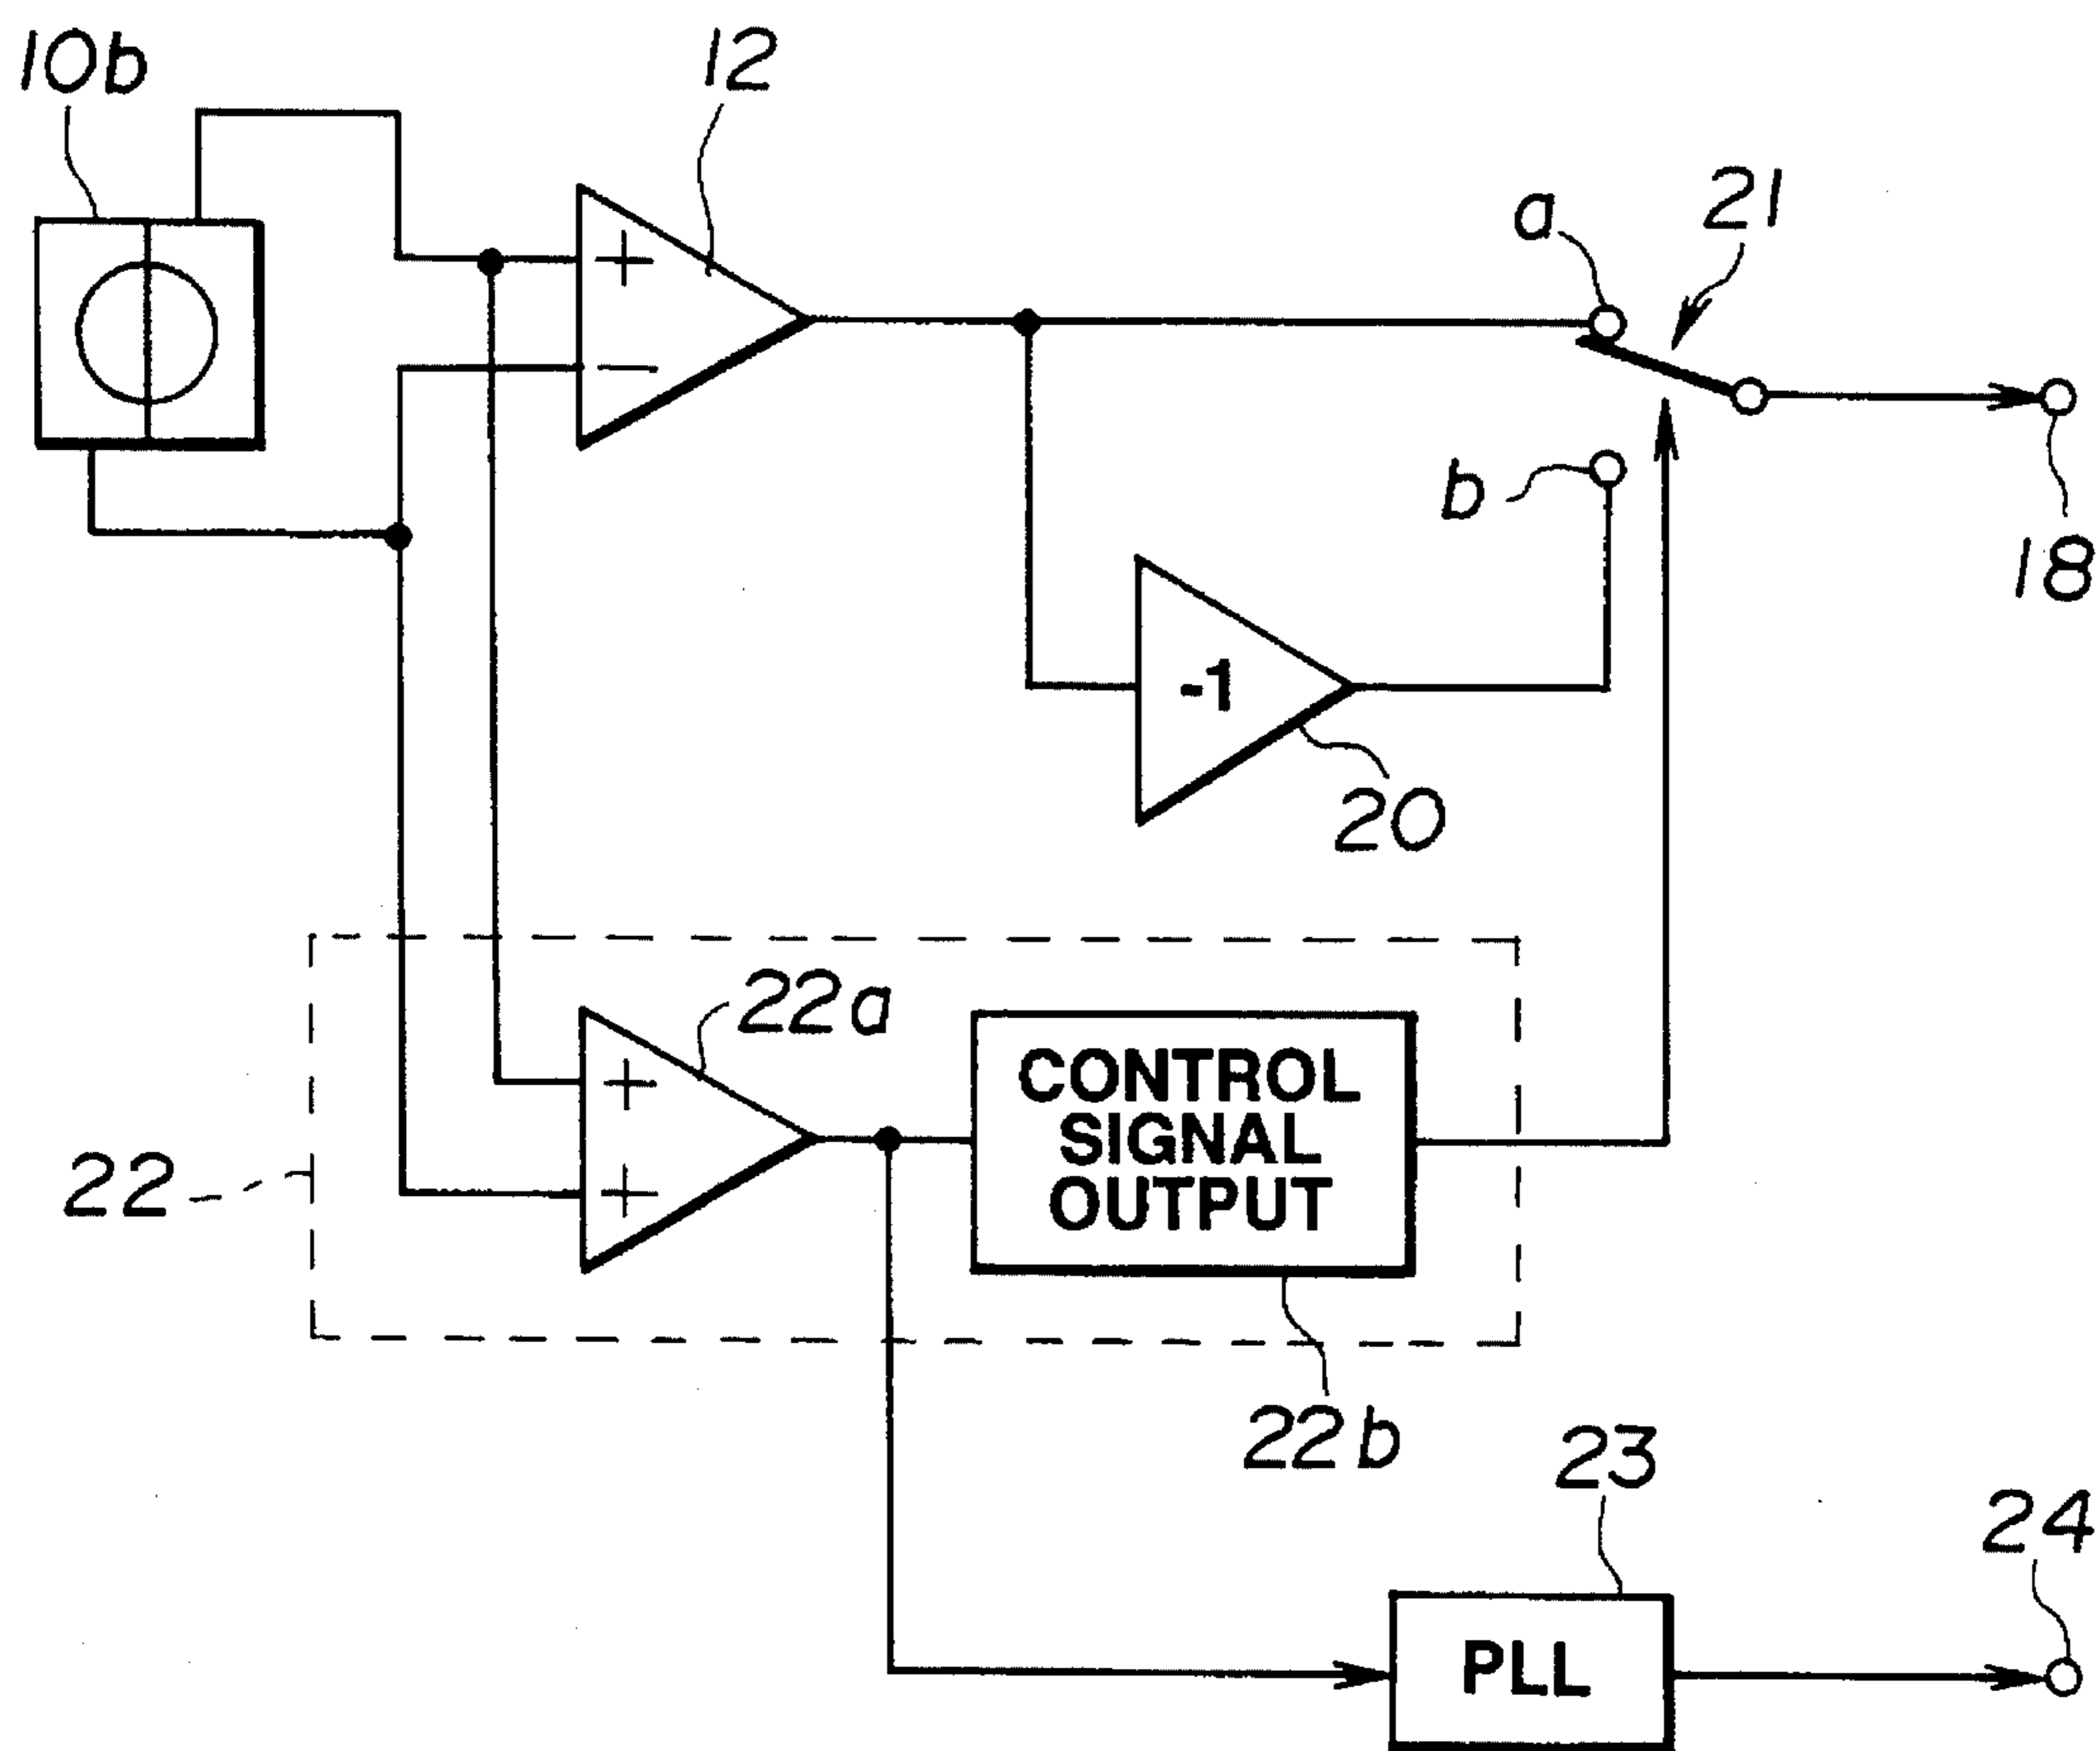 10b
12
a
21
+
−
b
18
-1
20
22a
+
+
CONTROL
SIGNAL
OUTPUT
22
22b
23
24
PLL